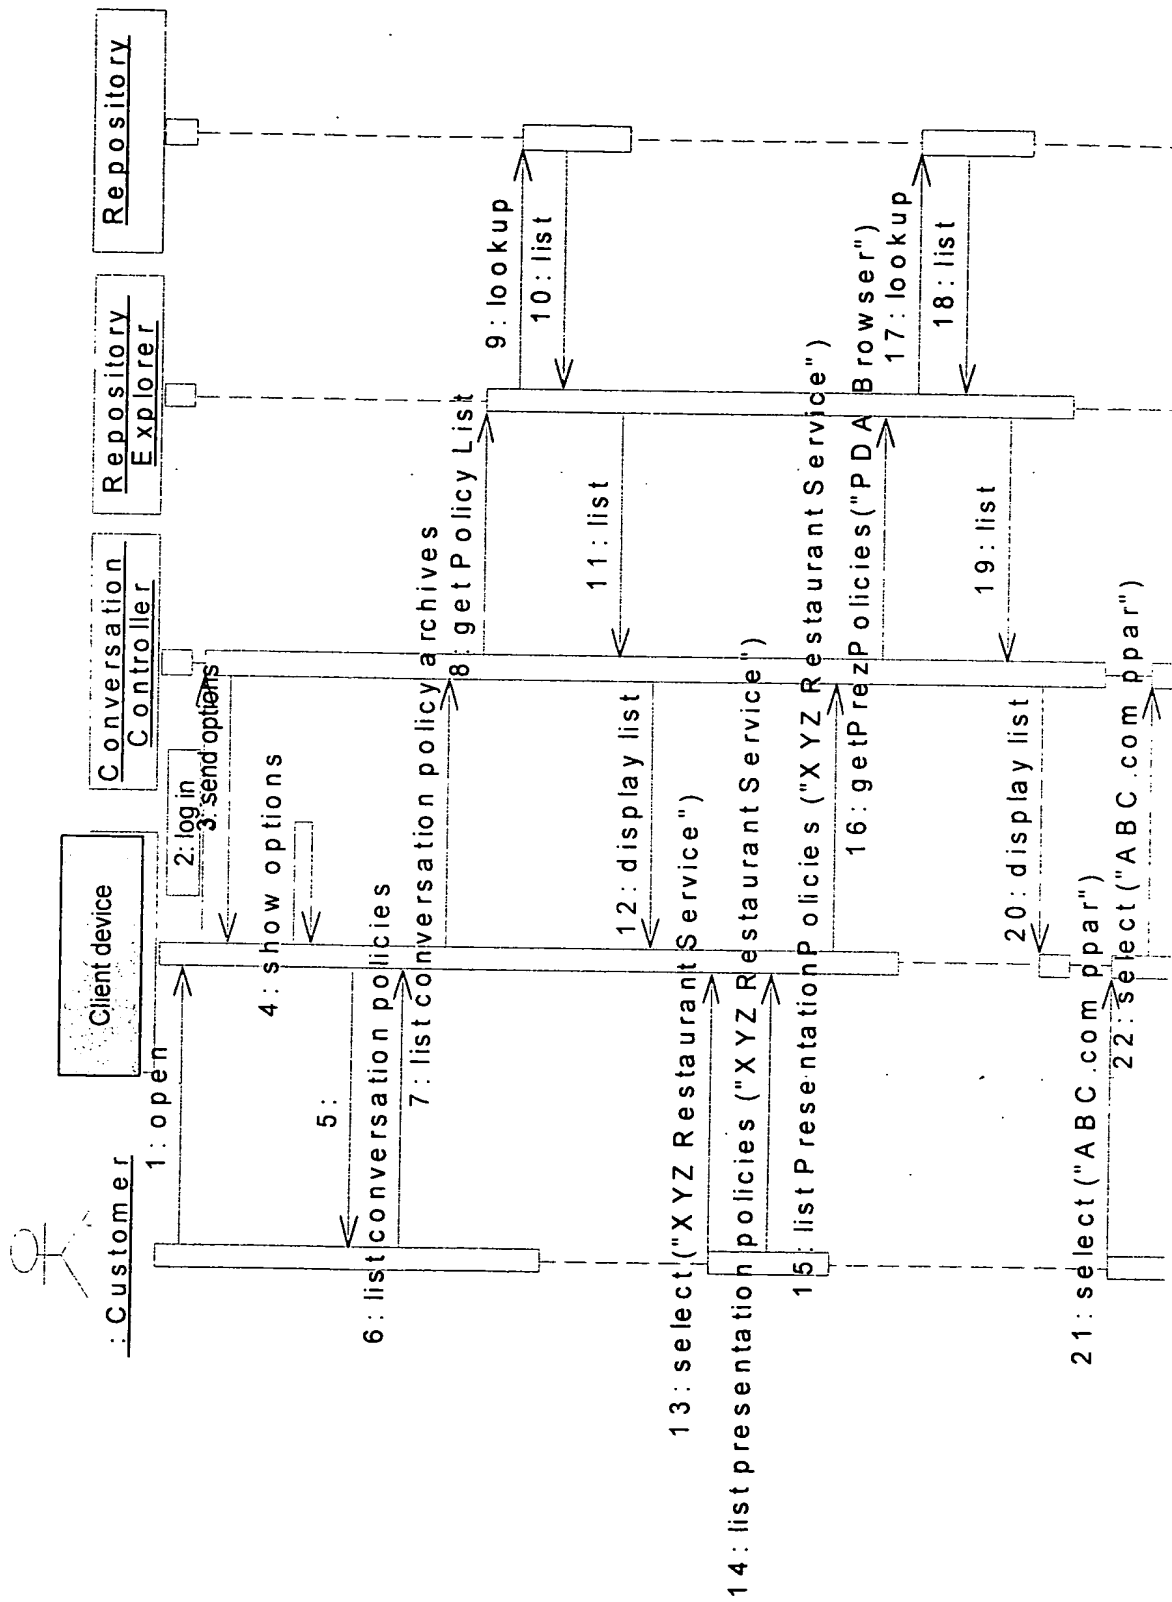 : Customer
Client device
Conversation
Controller
Repository
Explorer
Repository
1: open
2: log in
3: send options
4: show options
5:
6: list conversation policies
7: list conversation policy archives
8: getPolicy List
9: lookup
10: list
11: list
12: display list
13: select ("XYZ Restaurant Service")
14: list presentation policies ("XYZ Restaurant Service")
15: list Presentation Policies ("XYZ Restaurant Service")
16: getPrezPolicies ("PDA Browser")
17: lookup
18: list
19: list
20: display list
21: select ("ABC.com ppar")
22: select ("ABC.com ppar")